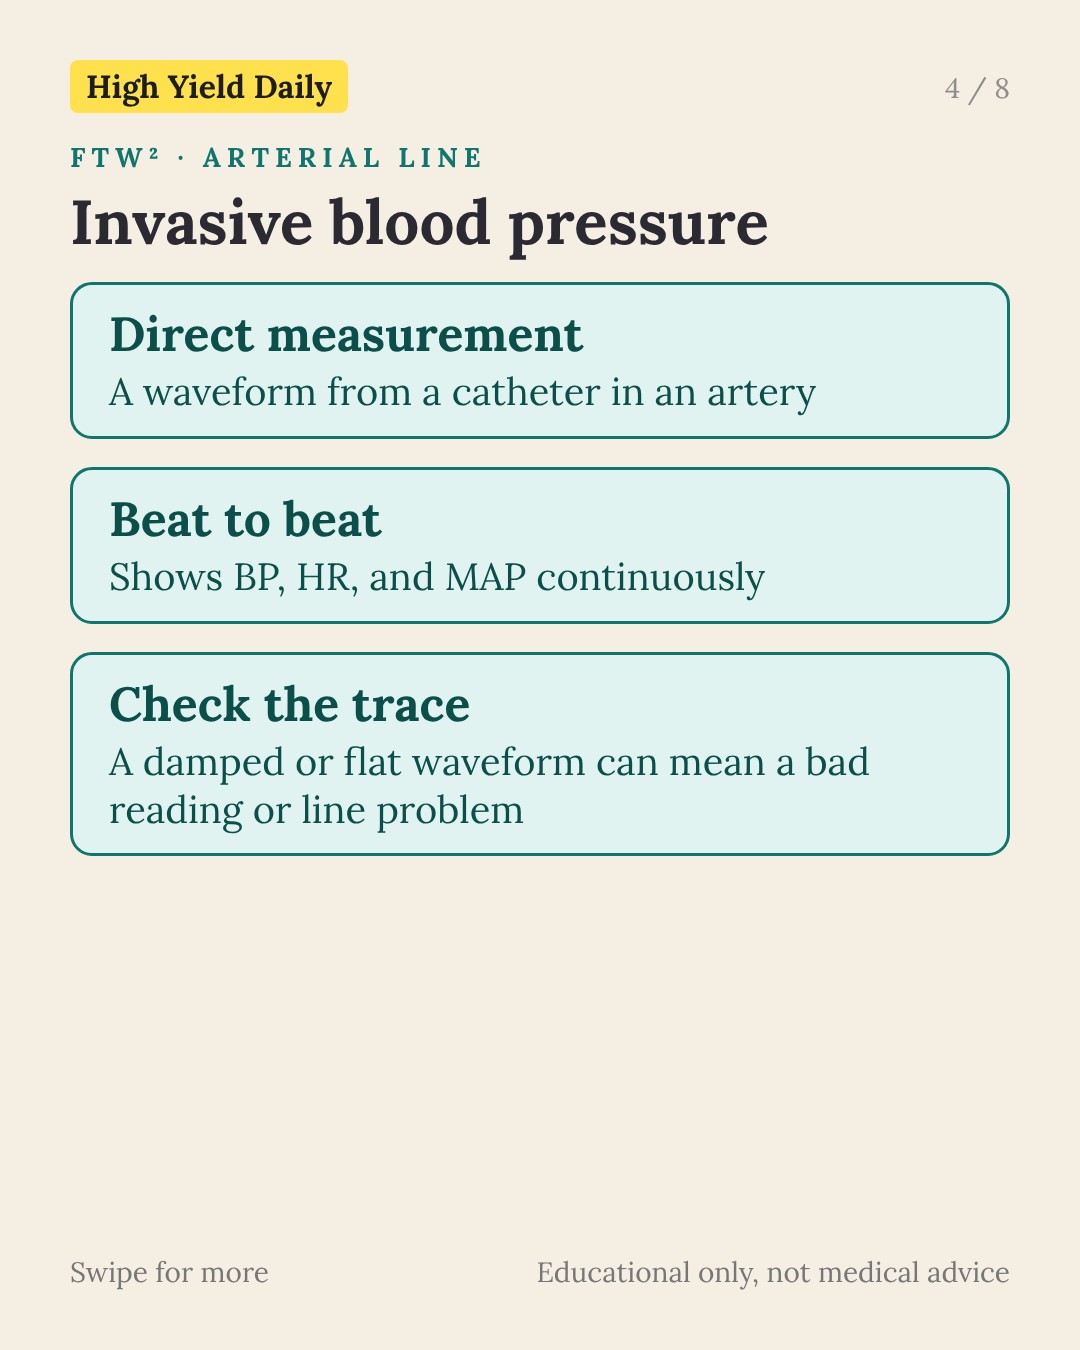 High Yield Daily
4 / 8
FTW² · ARTERIAL LINE
Invasive blood pressure
Direct measurement
A waveform from a catheter in an artery
Beat to beat
Shows BP, HR, and MAP continuously
Check the trace
A damped or flat waveform can mean a bad
reading or line problem
Swipe for more
Educational only, not medical advice